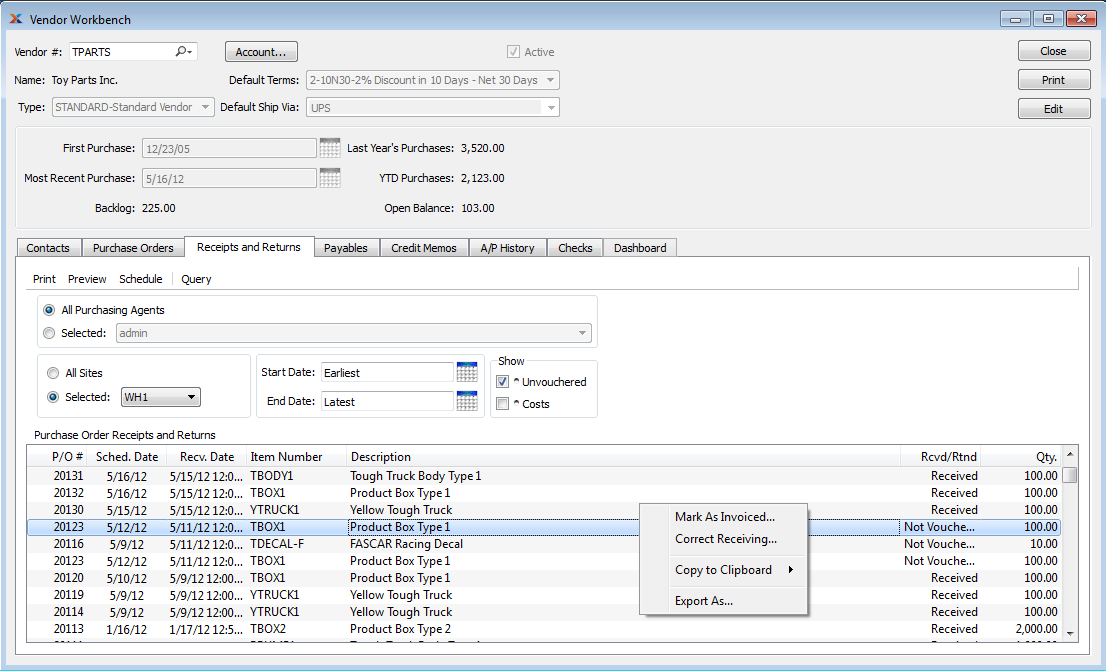 Vendor Workbench
Vendor #: TPARTS Account... Active Close
Name: Toy Parts Inc. Default Terms: 2-10N30-2% Discount in 10 Days - Net 30 Days Print
Type: STANDARD-Standard Vendor Default Ship Via: UPS Edit
First Purchase: 12/23/05 Last Year's Purchases: 3,520.00
Most Recent Purchase: 5/16/12 YTD Purchases: 2,123.00
Backlog: 225.00 Open Balance: 103.00
Contacts Purchase Orders Receipts and Returns Payables Credit Memos A/P History Checks Dashboard
Print Preview Schedule Query
All Purchasing Agents
Selected: admin
All Sites Start Date: Earliest Show
^ Unvouchered
Selected: WH1 End Date: Latest ^ Costs
Purchase Order Receipts and Returns
P/O # Sched. Date Recv. Date Item Number Description Rcvd/Rtnd Qty.
20131 5/16/12 5/15/12 12:0... TBODY1 Tough Truck Body Type 1 Received 100.00
20132 5/16/12 5/15/12 12:0... TBOX1 Product Box Type 1 Received 100.00
20130 5/16/12 5/15/12 12:0... YTRUCK1 Yellow Tough Truck Received 100.00
20123 5/12/12 5/11/12 12:0... TBOX1 Product Box Type 1 Not Vouche... 100.00
20116 5/9/12 5/11/12 12:0... TDECAL-F FASCAR Racing Decal Not Vouche... 10.00
20123 5/12/12 5/11/12 12:0... TBOX1 Product Box Type 1 Not Vouche... 100.00
20120 5/10/12 5/9/12 12:00... TBOX1 Product Box Type 1 Received 100.00
20119 5/9/12 5/9/12 12:00... YTRUCK1 Yellow Tough Truck Received 100.00
20114 5/9/12 5/9/12 12:00... YTRUCK1 Yellow Tough Truck Received 100.00
20113 1/16/12 1/17/12 12:5... TBOX2 Product Box Type 2 Received 2,000.00
Mark As Invoiced...
Correct Receiving...
Copy to Clipboard
Export As...